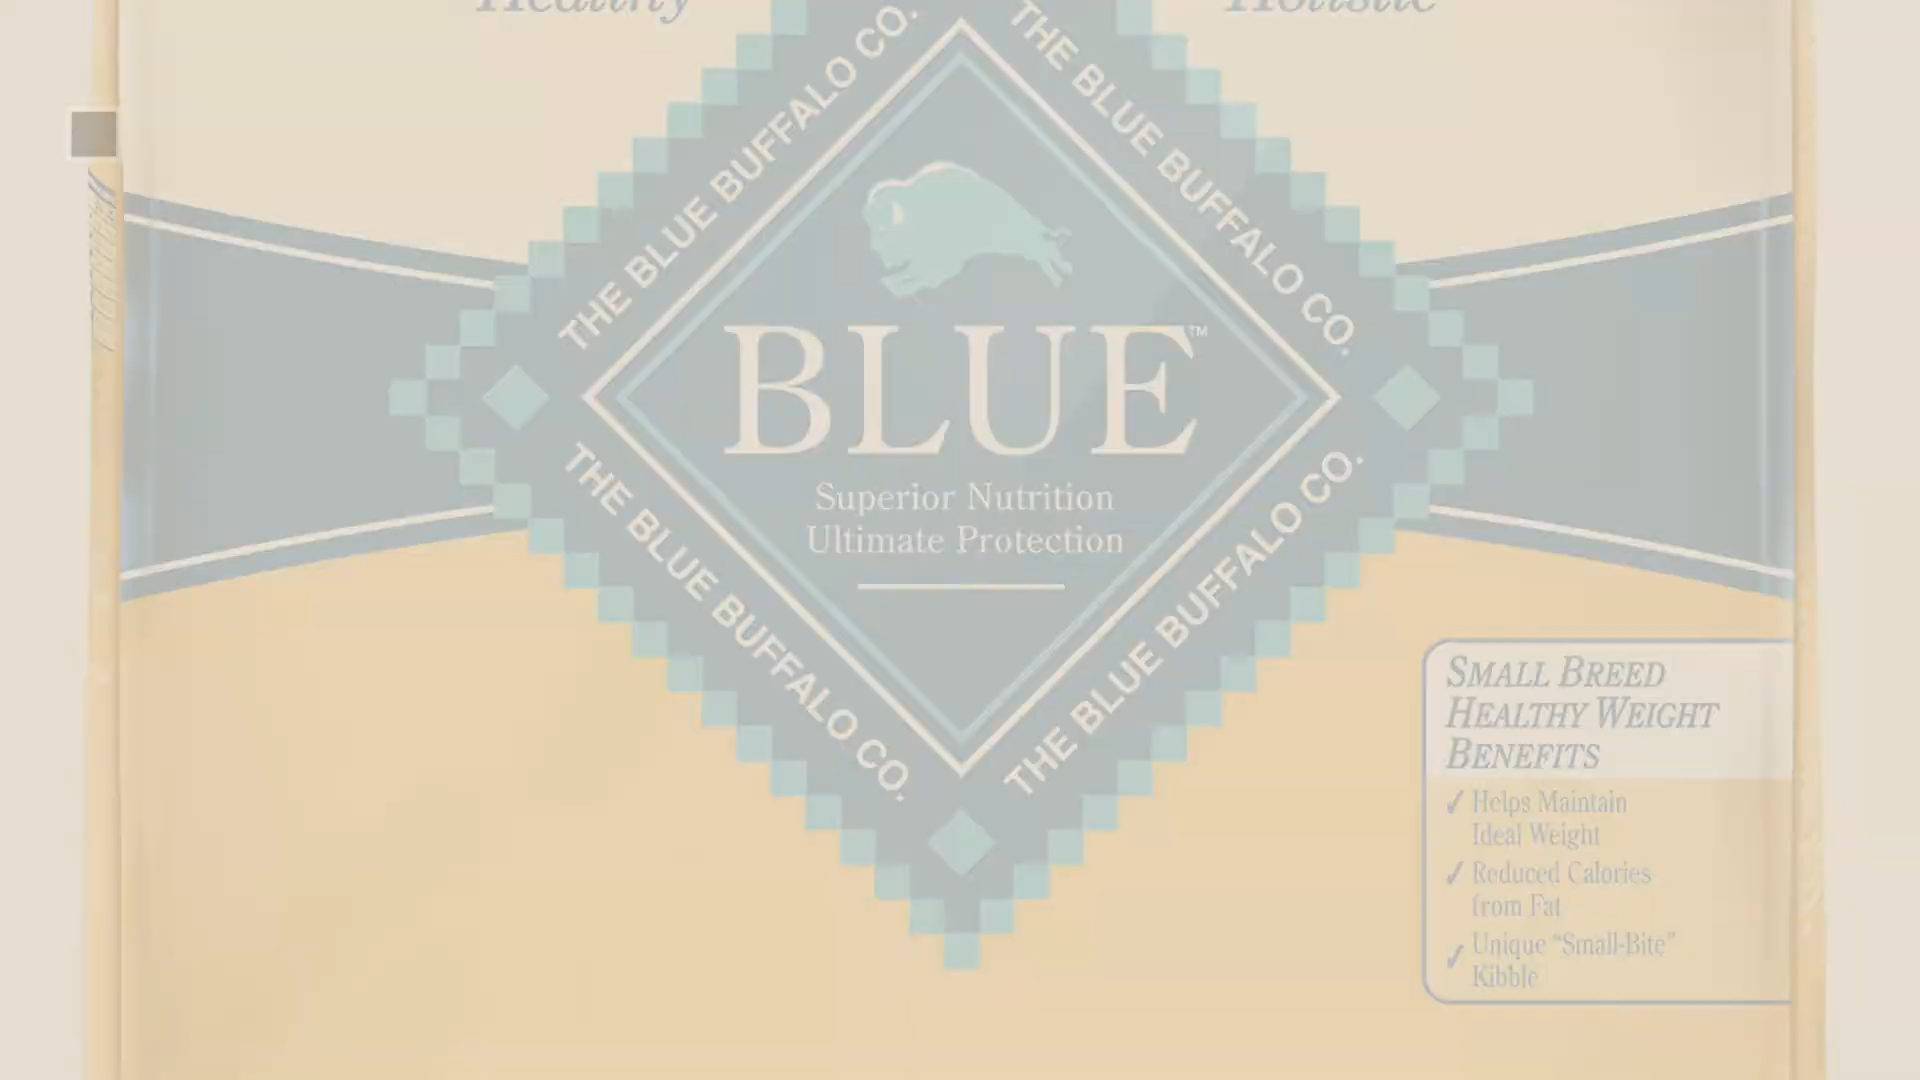 Healthy Holistic
THE BLUE BUFFALO CO.
THE BLUE BUFFALO CO.
BLUE™
Superior Nutrition
Ultimate Protection
THE BLUE BUFFALO CO.
THE BLUE BUFFALO CO.
SMALL BREED
HEALTHY WEIGHT
BENEFITS
✓ Helps Maintain
Ideal Weight
✓ Reduced Calories
from Fat
✓ Unique “Small-Bite”
Kibble